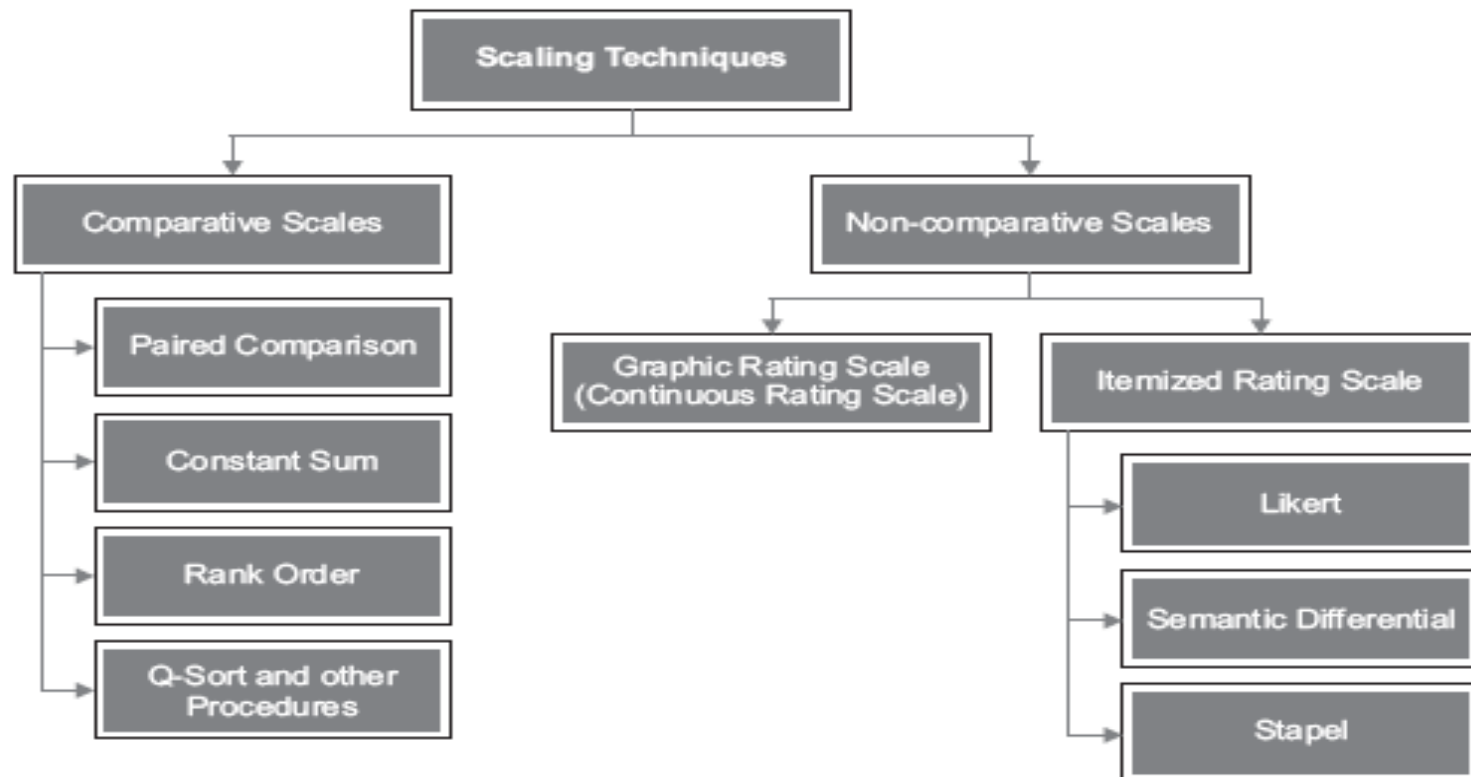 Scaling Techniques
Comparative Scales
Non-comparative Scales
Paired Comparison
Constant Sum
Rank Order
Q-Sort and other
Procedures
Graphic Rating Scale
(Continuous Rating Scale)
Itemized Rating Scale
Likert
Semantic Differential
Stapel